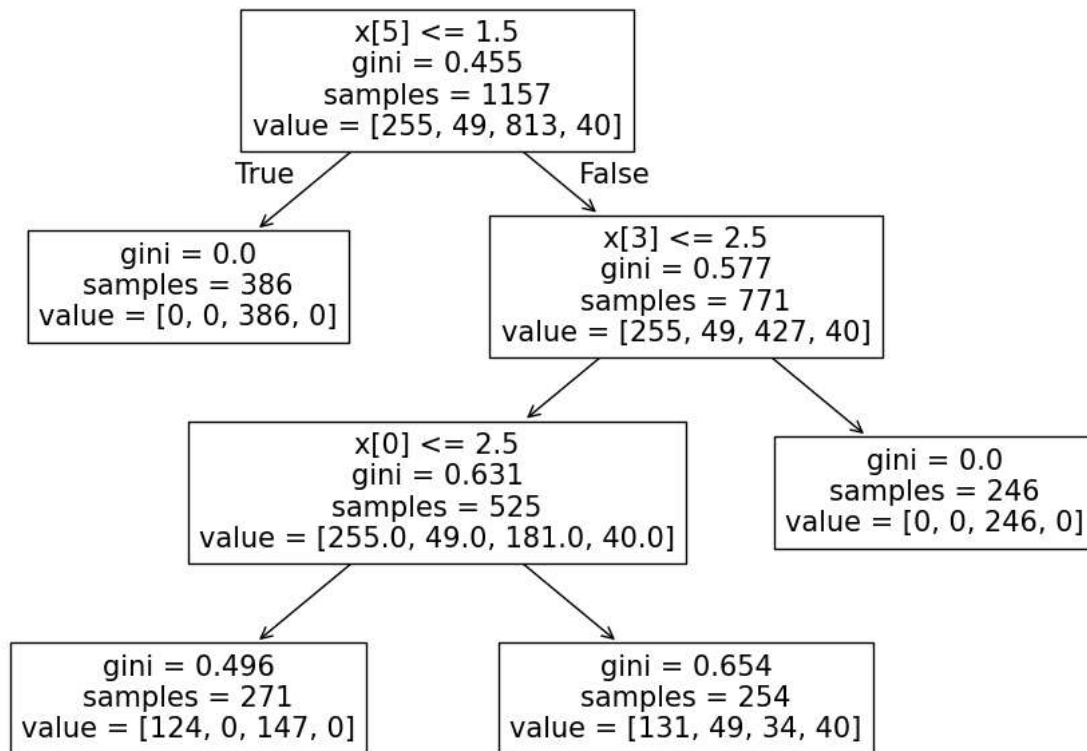 x[5] <= 1.5
gini = 0.455
samples = 1157
value = [255, 49, 813, 40]
True
False
gini = 0.0
samples = 386
value = [0, 0, 386, 0]
x[3] <= 2.5
gini = 0.577
samples = 771
value = [255, 49, 427, 40]
x[0] <= 2.5
gini = 0.631
samples = 525
value = [255.0, 49.0, 181.0, 40.0]
gini = 0.0
samples = 246
value = [0, 0, 246, 0]
gini = 0.496
samples = 271
value = [124, 0, 147, 0]
gini = 0.654
samples = 254
value = [131, 49, 34, 40]